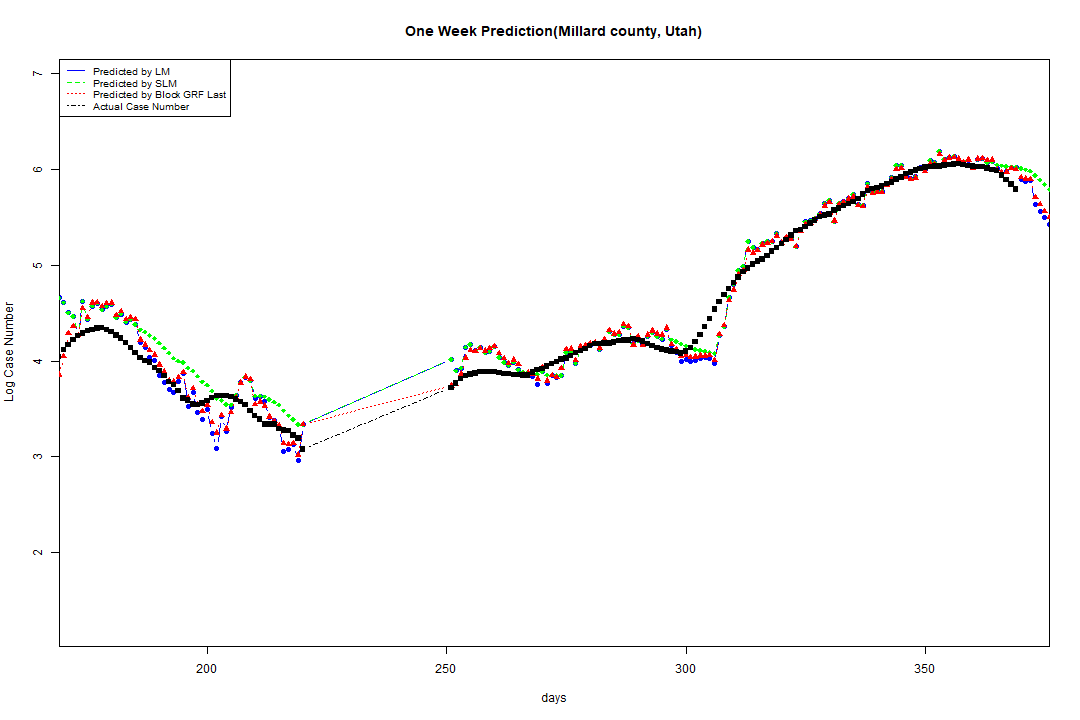 One Week Prediction(Millard county, Utah)
Predicted by LM
Predicted by SLM
Predicted by Block GRF Last
Actual Case Number
7
6
5
4
3
2
Log Case Number
200
250
300
350
days